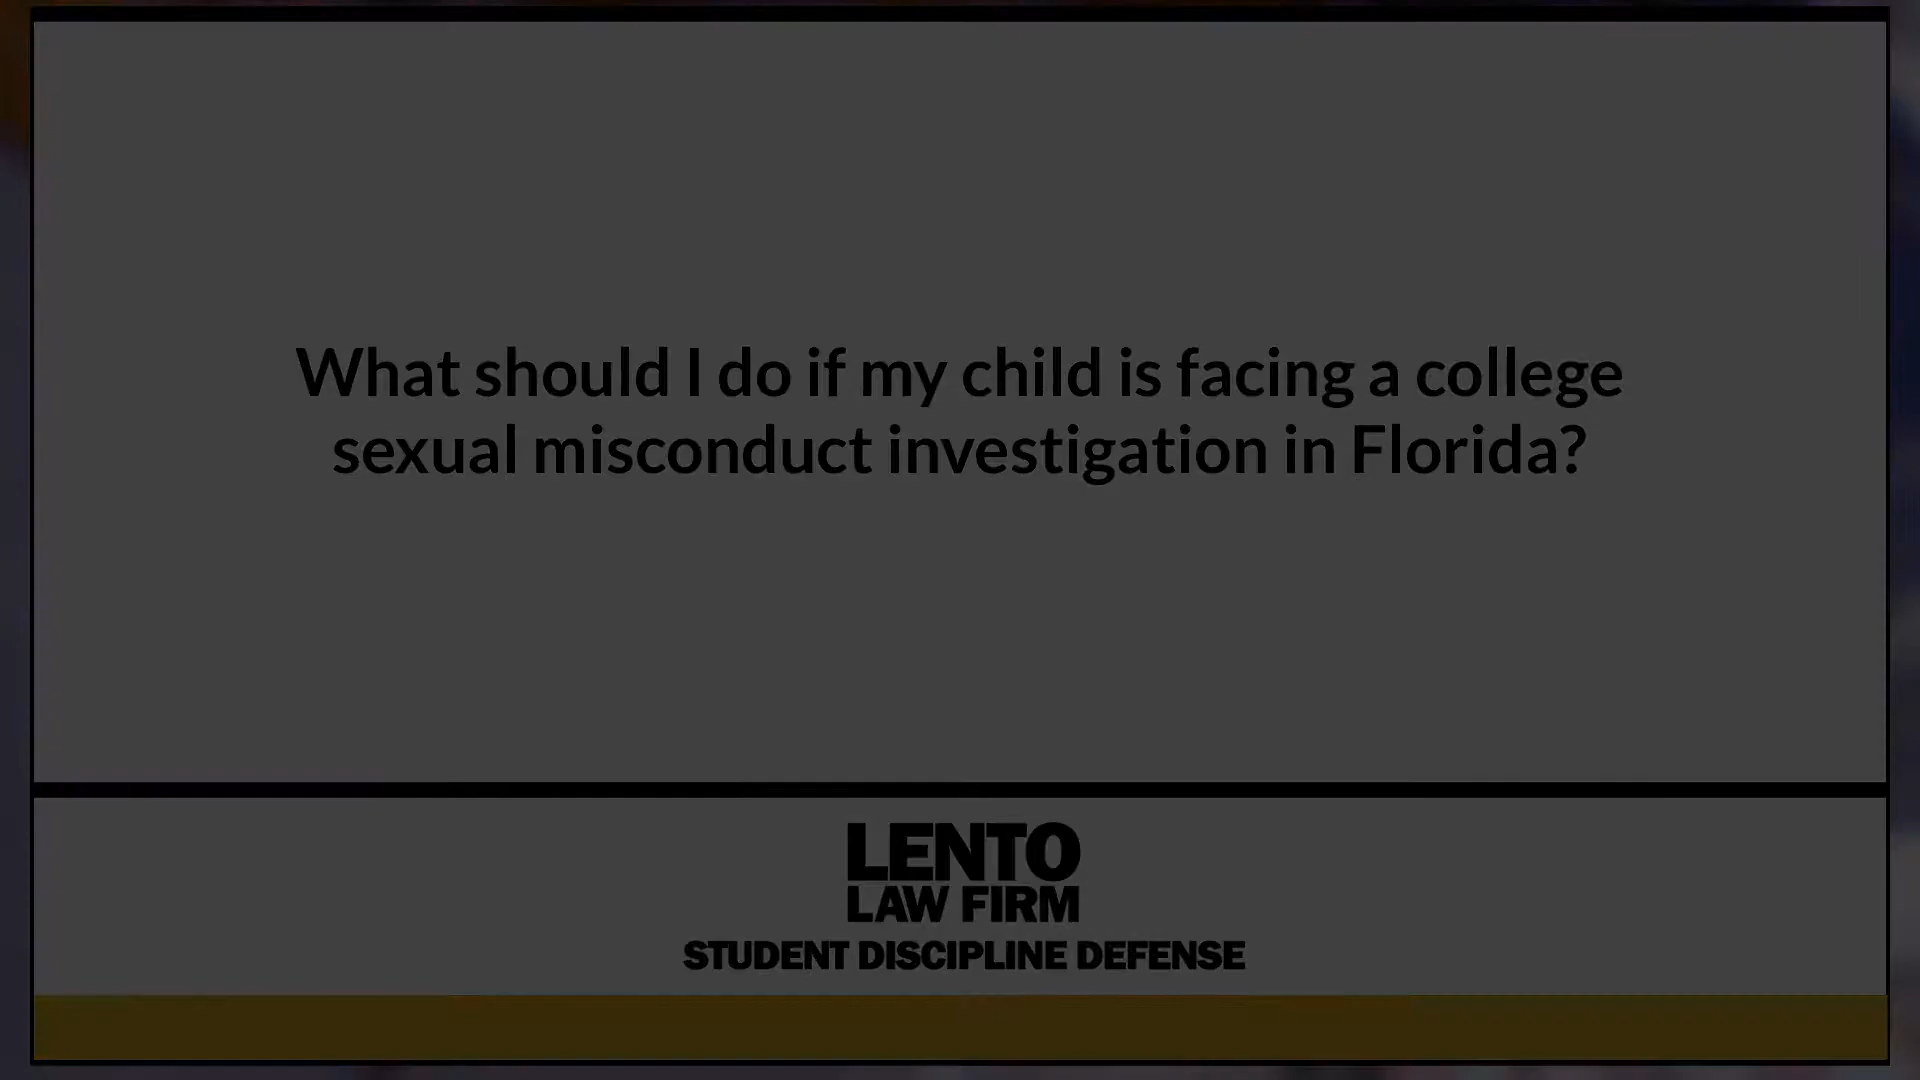 What should I do if my child is facing a college
sexual misconduct investigation in Florida?
LENTO
LAW FIRM
STUDENT DISCIPLINE DEFENSE